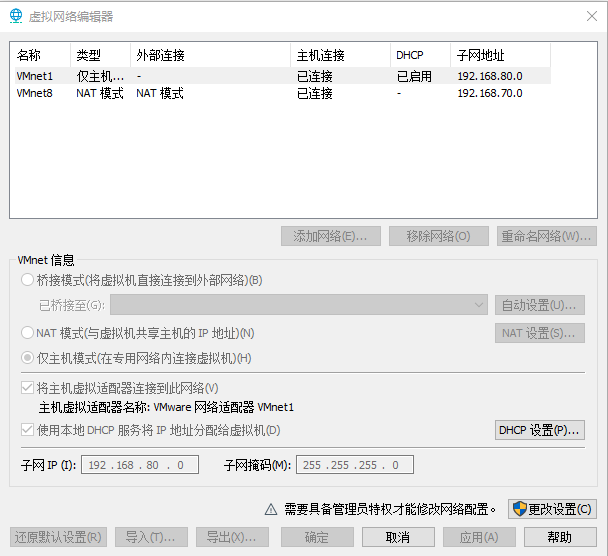 虚拟网络编辑器
名称 类型 外部连接 主机连接 DHCP 子网地址
VMnet1 仅主机... - 已连接 已启用 192.168.80.0
VMnet8 NAT 模式 NAT 模式 已连接 - 192.168.70.0
添加网络(E)... 移除网络(O) 重命名网络(W)...
VMnet 信息
桥接模式(将虚拟机直接连接到外部网络)(B)
已桥接至(G): 自动设置(U)...
NAT 模式(与虚拟机共享主机的 IP 地址)(N) NAT 设置(S)...
仅主机模式(在专用网络内连接虚拟机)(H)
将主机虚拟适配器连接到此网络(V)
主机虚拟适配器名称: VMware 网络适配器 VMnet1
使用本地 DHCP 服务将 IP 地址分配给虚拟机(D) DHCP 设置(P)...
子网 IP (I): 192 . 168 . 80 . 0 子网掩码(M): 255 . 255 . 255 . 0
需要具备管理员特权才能修改网络配置。 更改设置(C)
还原默认设置(R) 导入(T)... 导出(X)... 确定 取消 应用(A) 帮助